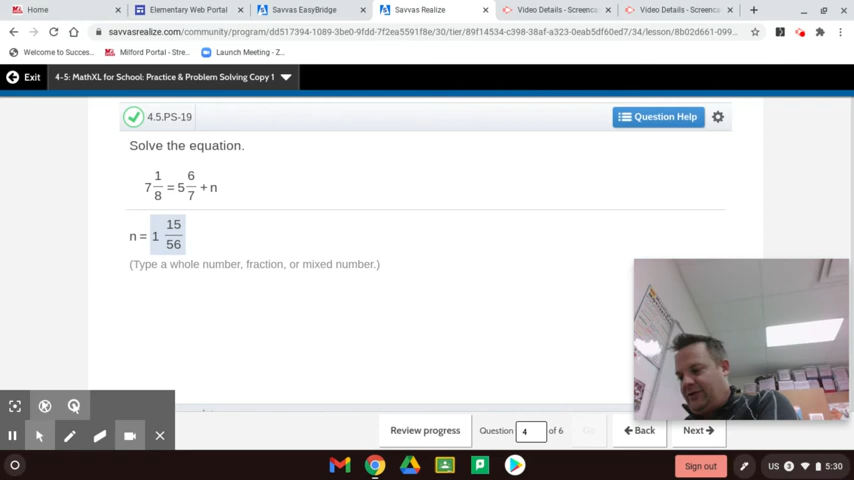 Home
Elementary Web Portal
Savvas EasyBridge
Savvas Realize
Video Details - Screenca
Video Details - Screenca
savvasrealize.com/community/program/dd517394-1089-3be0-9fdd-7f2ea5591f8e/30/tier/89f14523-c398-38af-a323-0eab5df60ed7/34/lesson/8b02d661-099...
Welcome to Succes...
Milford Portal - Stre...
Launch Meeting - Z...
Exit
4-5: MathXL for School: Practice & Problem Solving Copy 1
4.5.PS-19
Question Help
Solve the equation.
7 1/8 = 5 6/7 + n
n = 1 15/56
(Type a whole number, fraction, or mixed number.)
Review progress
Question 4 of 6
Go
Back
Next
Sign out
US
3
5:30